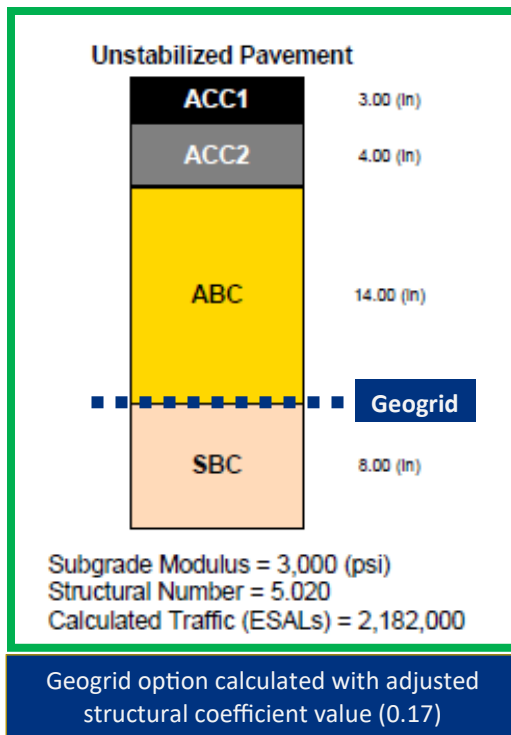 Unstabilized Pavement
ACC1 3.00 (in)
ACC2 4.00 (in)
ABC 14.00 (in)
Geogrid
SBC 8.00 (in)
Subgrade Modulus = 3,000 (psi)
Structural Number = 5.020
Calculated Traffic (ESALs) = 2,182,000
Geogrid option calculated with adjusted
structural coefficient value (0.17)